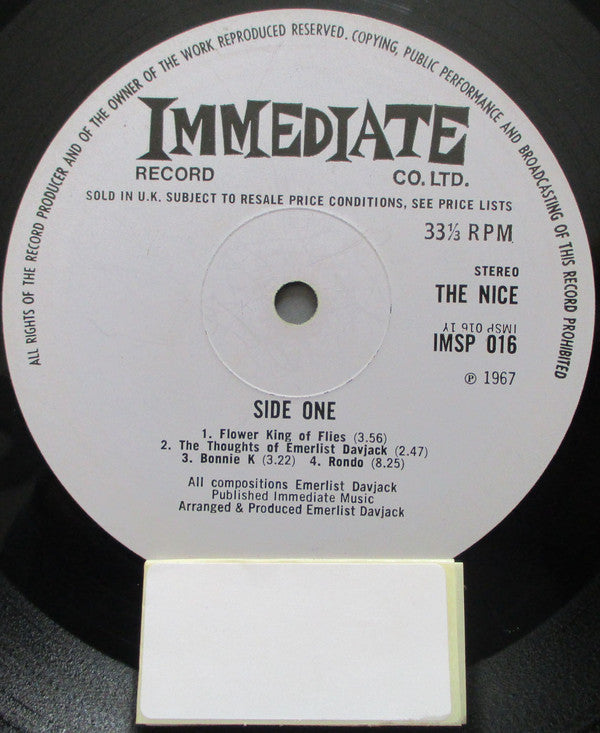 ALL RIGHTS OF THE RECORD PRODUCER AND OF THE OWNER OF THE WORK REPRODUCED RESERVED. COPYING, PUBLIC PERFORMANCE AND BROADCASTING OF THIS RECORD PROHIBITED
IMMEDIATE
RECORD CO. LTD.
SOLD IN U.K. SUBJECT TO RESALE PRICE CONDITIONS, SEE PRICE LISTS
33⅓ RPM
STEREO
THE NICE
IMSP 016 1Y
IMSP 016
℗ 1967
SIDE ONE
1. Flower King of Flies (3.56)
2. The Thoughts of Emerlist Davjack (2.47)
3. Bonnie K (3.22) 4. Rondo (8.25)
All compositions Emerlist Davjack
Published Immediate Music
Arranged & Produced Emerlist Davjack